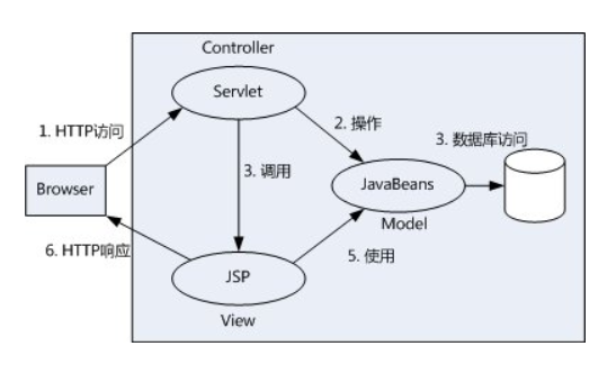 Controller
Servlet
1. HTTP访问
2. 操作
3. 数据库访问
3. 调用
Browser
JavaBeans
Model
6. HTTP响应
5. 使用
JSP
View